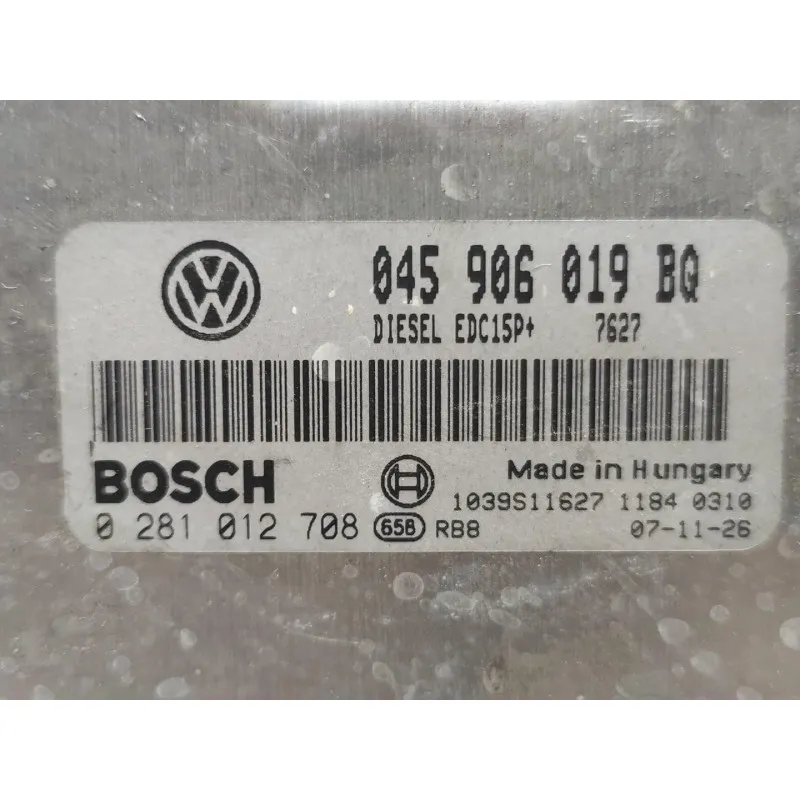 045 906 019 BQ
DIESEL EDC15P+ 7627
BOSCH Made in Hungary
1039S11627 1184 0310
0 281 012 708 656 RB8 07-11-26